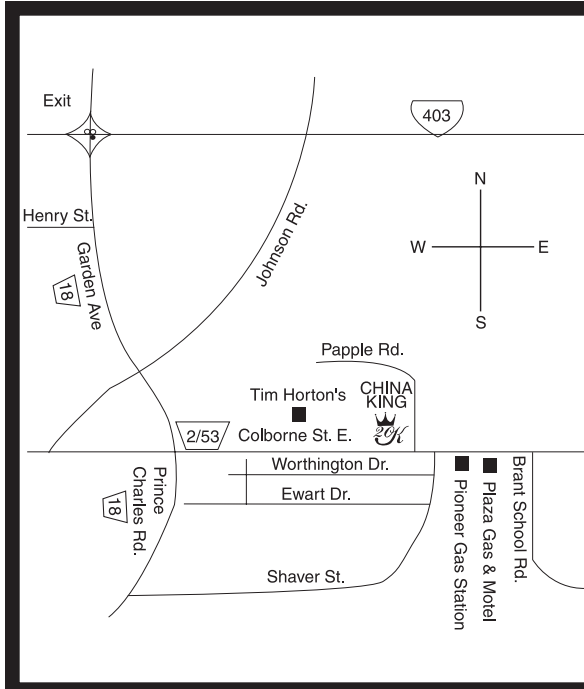 Exit
403
N
Henry St.
W
E
Johnson Rd.
Garden Ave
18
S
Papple Rd.
Tim Horton's
CHINA
KING
20K
2/53
Colborne St. E.
Worthington Dr.
Ewart Dr.
Prince
Charles Rd.
18
Shaver St.
Pioneer Gas Station
Plaza Gas & Motel
Brant School Rd.